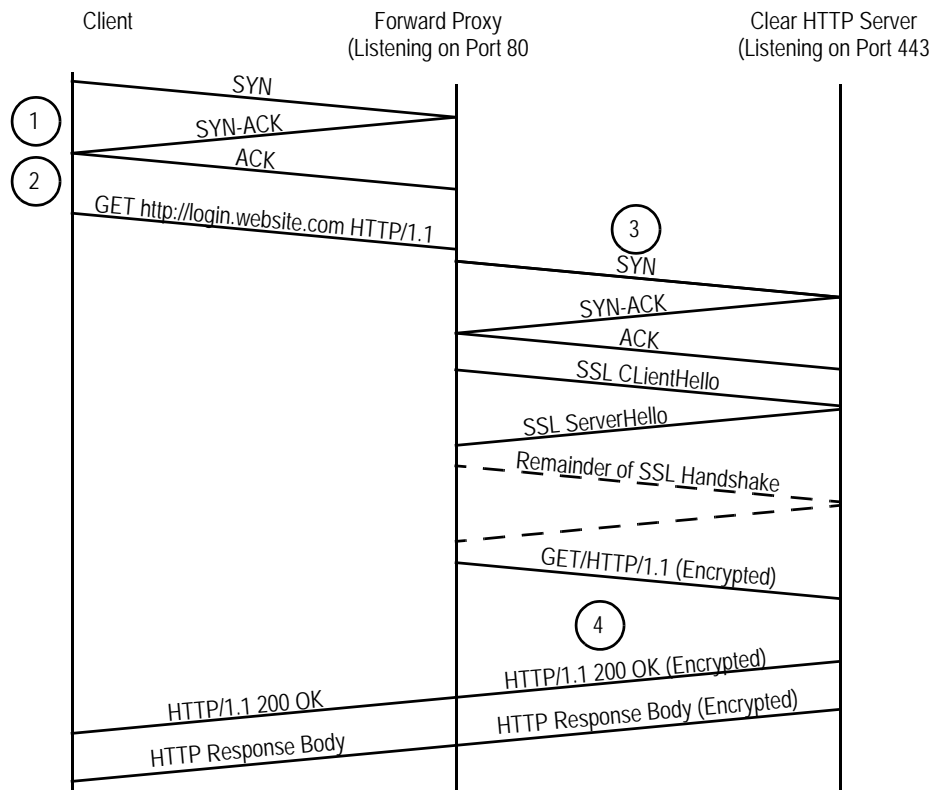 Client
Forward Proxy
(Listening on Port 80
Clear HTTP Server
(Listening on Port 443
SYN
1
SYN-ACK
ACK
2
GET http://login.website.com HTTP/1.1
3
SYN
SYN-ACK
ACK
SSL CLientHello
SSL ServerHello
Remainder of SSL Handshake
GET/HTTP/1.1 (Encrypted)
4
HTTP/1.1 200 OK (Encrypted)
HTTP/1.1 200 OK
HTTP Response Body (Encrypted)
HTTP Response Body